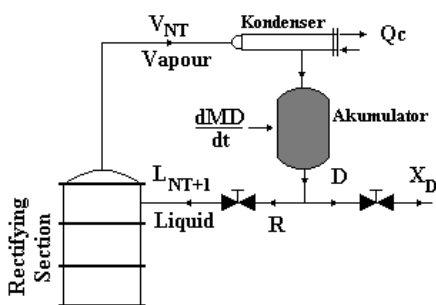 V_NT
Kondenser
Qc
Vapour
dMD
dt
Akumulator
L_NT+1
D
X_D
Liquid
R
Rectifying
Section